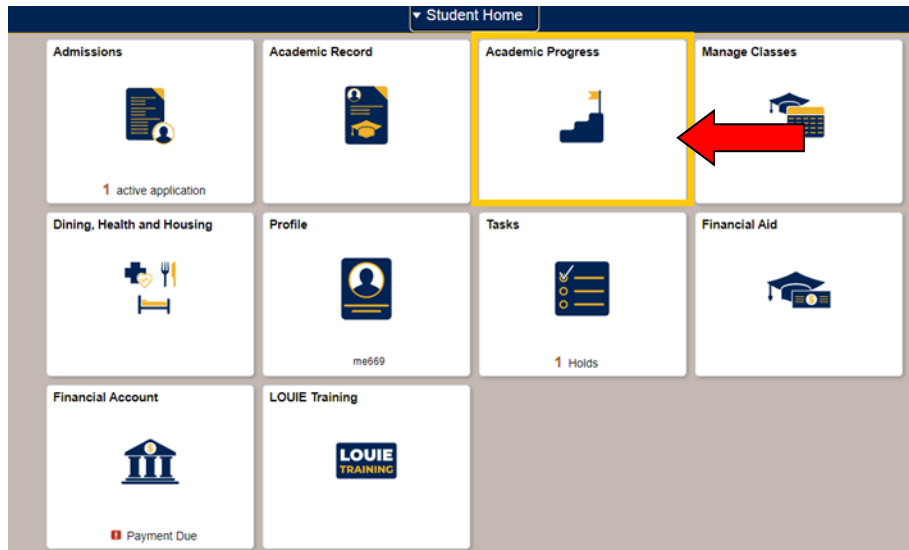 Student Home
Admissions
Academic Record
Academic Progress
Manage Classes
1 active application
Dining, Health and Housing
Profile
Tasks
Financial Aid
me669
1 Holds
Financial Account
LOUIE Training
LOUIE
TRAINING
Payment Due